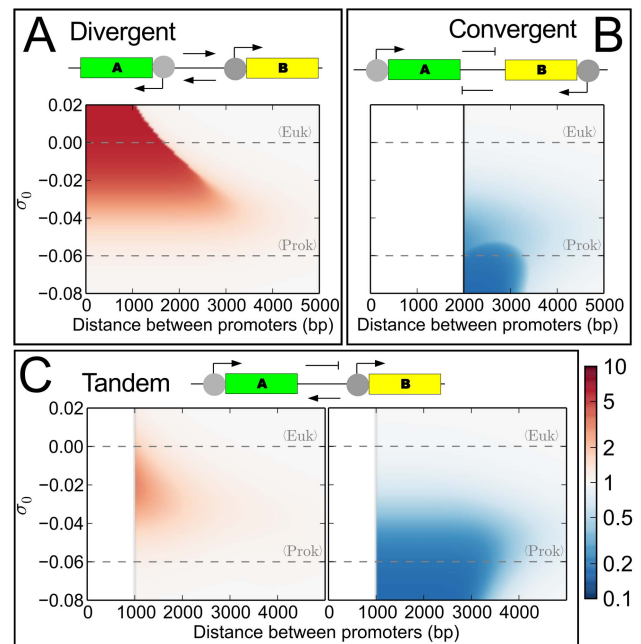 A Divergent
A B
0.02
0.00
−0.02
−0.04
−0.06
−0.08
σ0
(Euk)
(Prok)
0 1000 2000 3000 4000 5000
Distance between promoters (bp)
Convergent B
A B
(Euk)
(Prok)
0 1000 2000 3000 4000 5000
Distance between promoters (bp)
C Tandem
A B
0.02
0.00
−0.02
−0.04
−0.06
−0.08
σ0
(Euk)
(Prok)
0 1000 2000 3000 4000
(Euk)
(Prok)
0 1000 2000 3000 4000
Distance between promoters (bp)
10
5
2
1
0.5
0.2
0.1